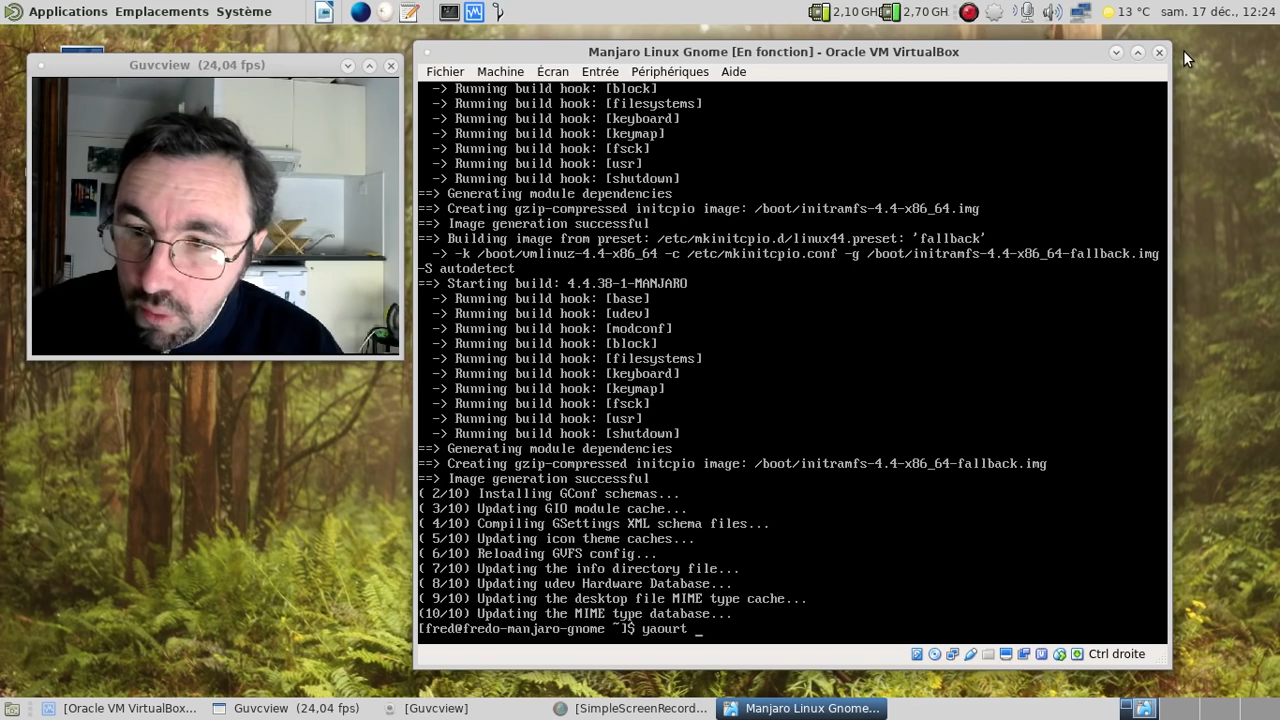 Applications Emplacements Système
2,10 GH 2,70 GH 13 °C sam. 17 déc., 12:24
Guvcview (24,04 fps)
Manjaro Linux Gnome [En fonction] - Oracle VM VirtualBox
Fichier Machine Écran Entrée Périphériques Aide
-> Running build hook: [block]
-> Running build hook: [filesystems]
-> Running build hook: [keyboard]
-> Running build hook: [keymap]
-> Running build hook: [fsck]
-> Running build hook: [usr]
-> Running build hook: [shutdown]
==> Generating module dependencies
==> Creating gzip-compressed initcpio image: /boot/initramfs-4.4-x86_64.img
==> Image generation successful
==> Building image from preset: /etc/mkinitcpio.d/linux44.preset: 'fallback'
-> -k /boot/vmlinuz-4.4-x86_64 -c /etc/mkinitcpio.conf -g /boot/initramfs-4.4-x86_64-fallback.img
-S autodetect
==> Starting build: 4.4.38-1-MANJARO
-> Running build hook: [base]
-> Running build hook: [udev]
-> Running build hook: [modconf]
-> Running build hook: [block]
-> Running build hook: [filesystems]
-> Running build hook: [keyboard]
-> Running build hook: [keymap]
-> Running build hook: [fsck]
-> Running build hook: [usr]
-> Running build hook: [shutdown]
==> Generating module dependencies
==> Creating gzip-compressed initcpio image: /boot/initramfs-4.4-x86_64-fallback.img
==> Image generation successful
( 2/10) Installing GConf schemas...
( 3/10) Updating GIO module cache...
( 4/10) Compiling GSettings XML schema files...
( 5/10) Updating icon theme caches...
( 6/10) Reloading GVFS config...
( 7/10) Updating the info directory file...
( 8/10) Updating udev Hardware Database...
( 9/10) Updating the desktop file MIME type cache...
(10/10) Updating the MIME type database...
[fred@fredo-manjaro-gnome ~]$ yaourt _
Ctrl droite
[Oracle VM VirtualBox... Guvcview (24,04 fps) [Guvcview] [SimpleScreenRecord... Manjaro Linux Gnome...